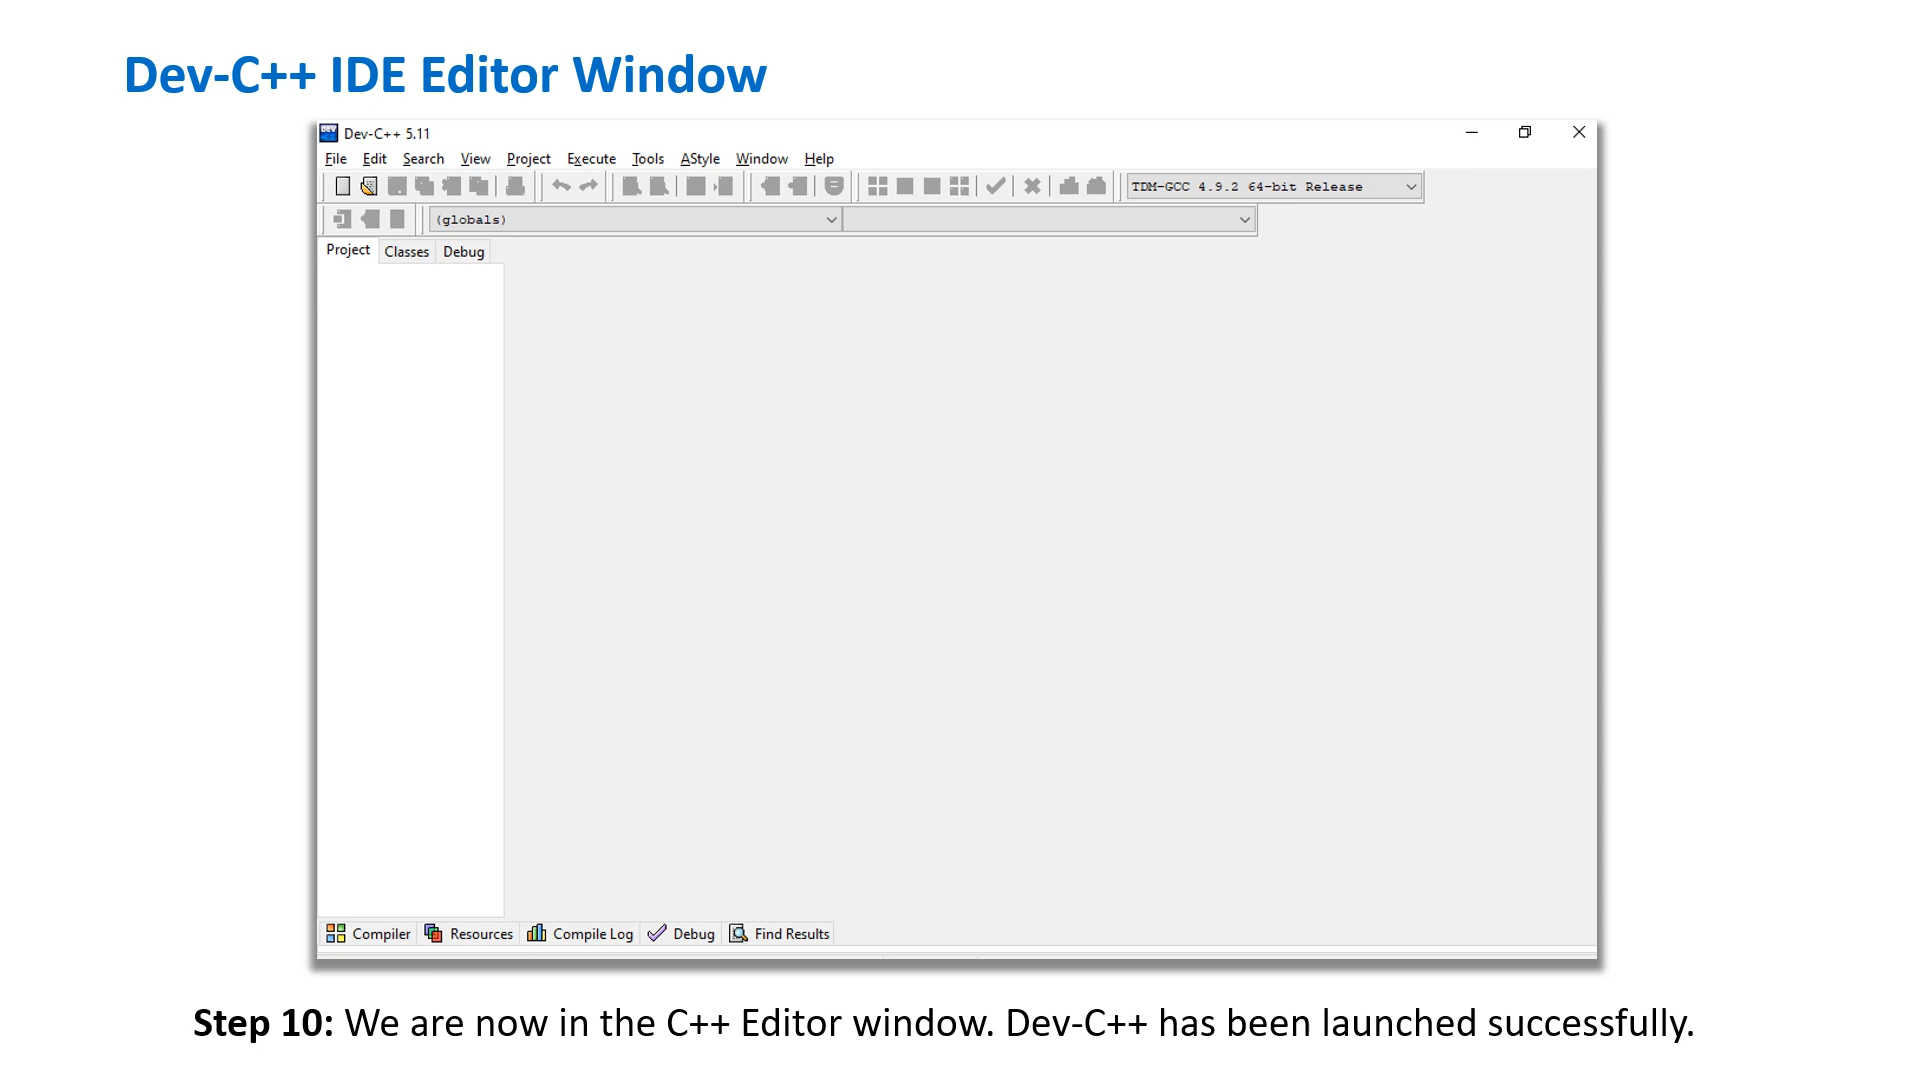 Dev-C++ IDE Editor Window
DEV Dev-C++ 5.11
File Edit Search View Project Execute Tools AStyle Window Help
TDM-GCC 4.9.2 64-bit Release
(globals)
Project Classes Debug
Compiler Resources Compile Log Debug Find Results
Step 10: We are now in the C++ Editor window. Dev-C++ has been launched successfully.